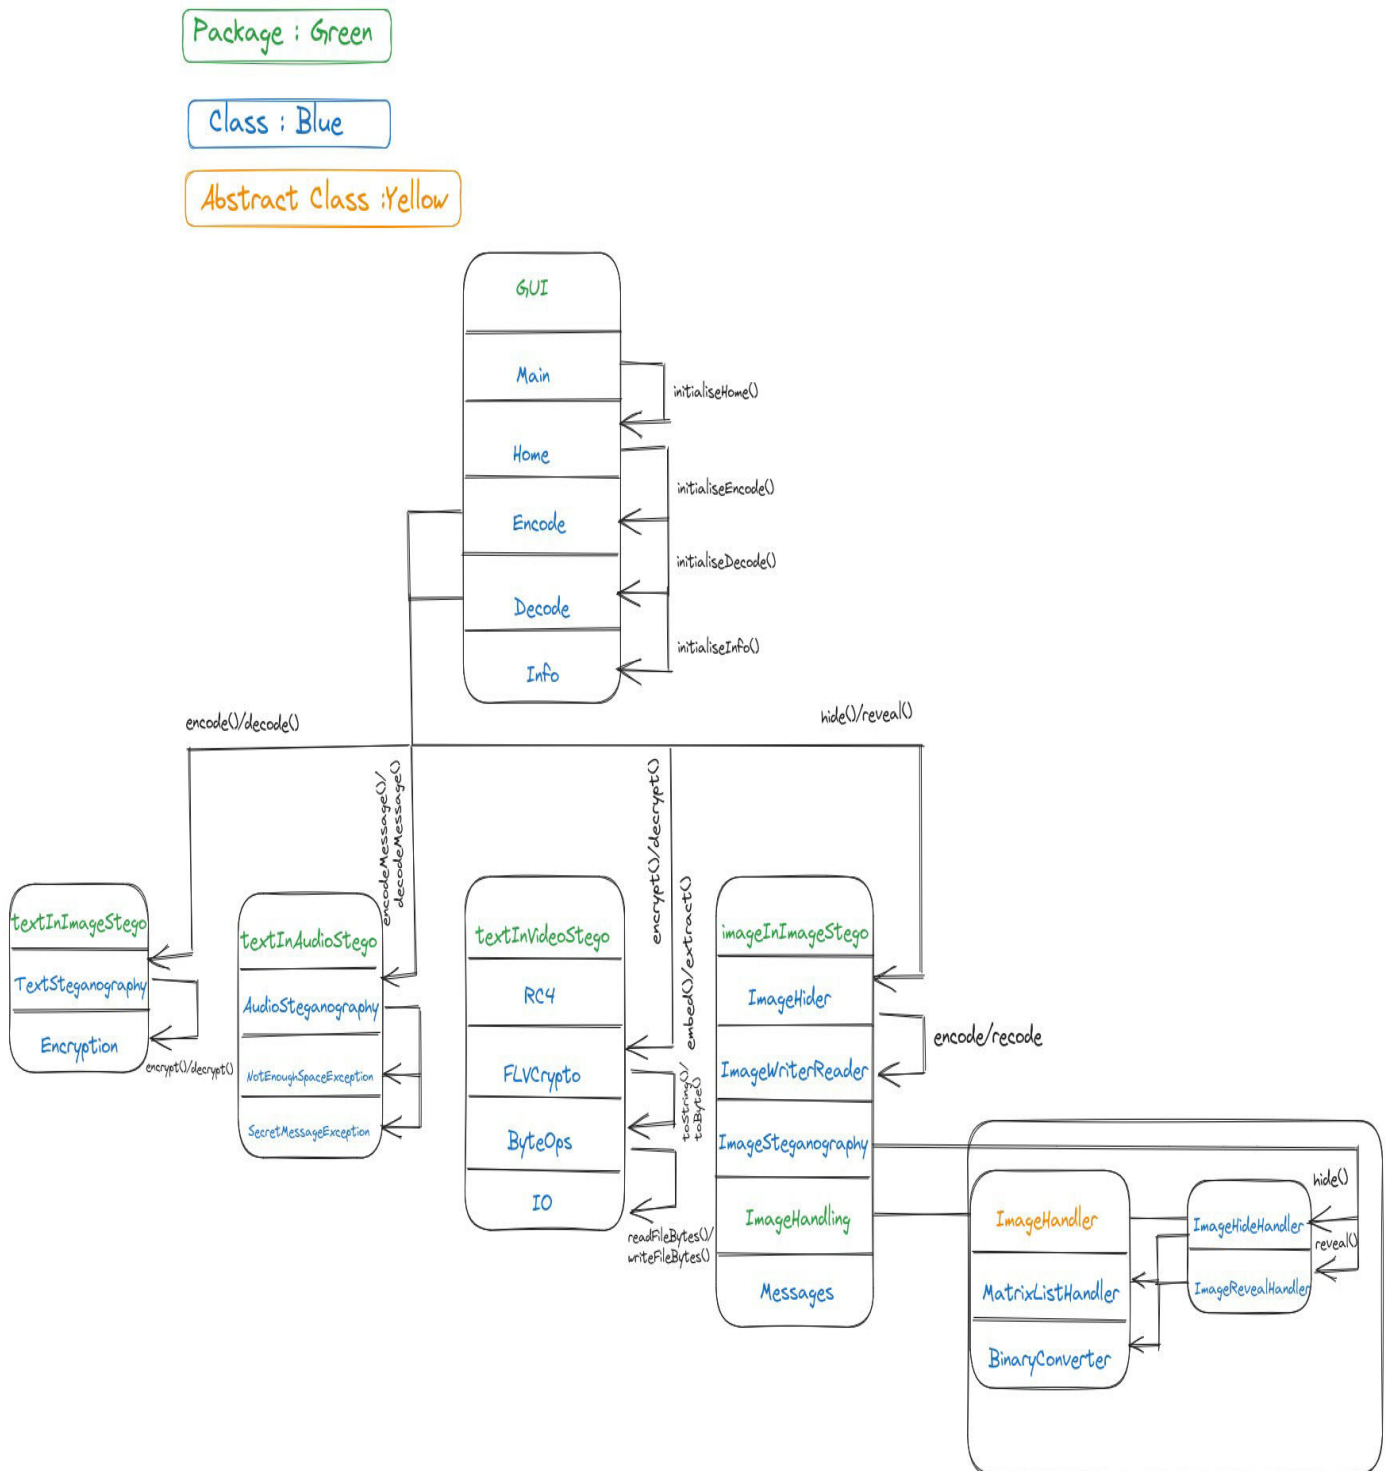 Package : Green
Class : Blue
Abstract Class :Yellow
GUI
Main
initialiseHome()
Home
initialiseEncode()
Encode
initialiseDecode()
Decode
initialiseInfo()
Info
encode()/decode()
hide()/reveal()
encodeMessage()/
decodeMessage()
encrypt()/decrypt()
embed()/extract()
textInImageStego
TextSteganography
Encryption
encrypt()/decrypt()
textInAudioStego
AudioSteganography
NotEnoughSpaceException
SecretMessageException
textInVideoStego
RC4
FLVCrypto
toString()/
toByte()
ByteOps
IO
readFileBytes()/
writeFileBytes()
imageInImageStego
ImageHider
encode/recode
ImageWriterReader
ImageSteganography
ImageHandling
Messages
ImageHandler
MatrixListHandler
BinaryConverter
hide()
ImageHideHandler
reveal()
ImageRevealHandler